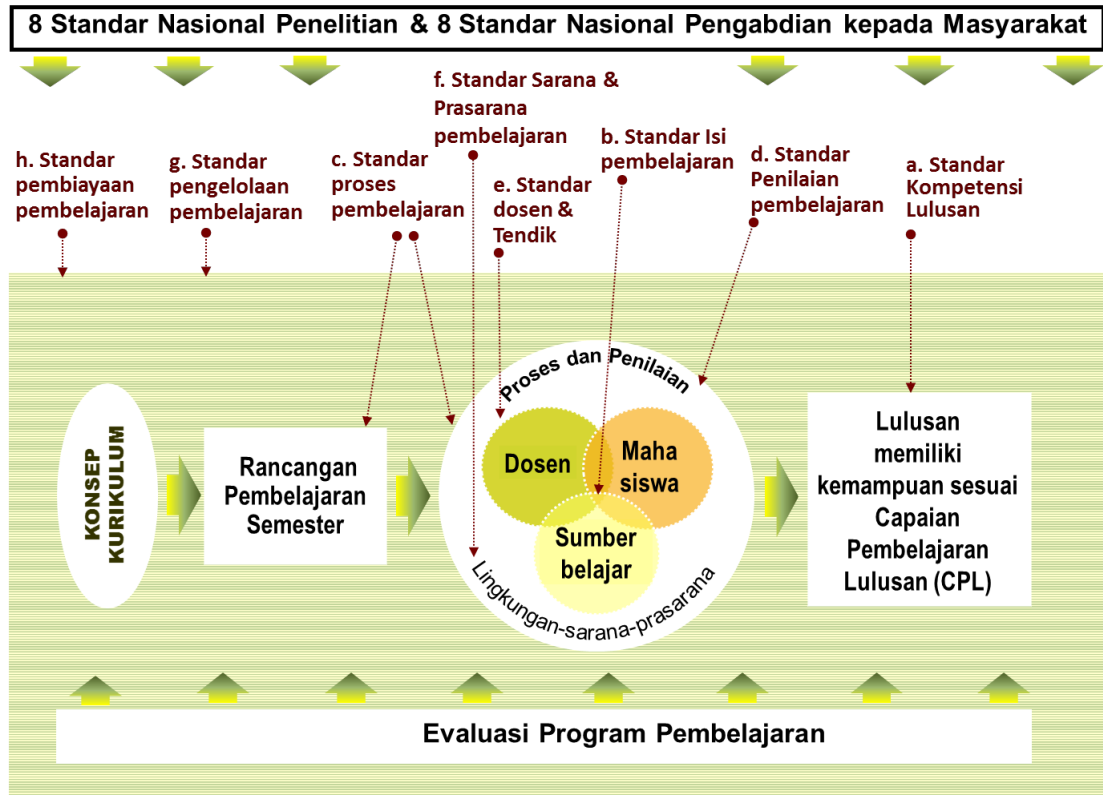 8 Standar Nasional Penelitian & 8 Standar Nasional Pengabdian kepada Masyarakat
h. Standar
pembiayaan
pembelajaran
g. Standar
pengelolaan
pembelajaran
c. Standar
proses
pembelajaran
f. Standar Sarana &
Prasarana
pembelajaran
e. Standar
dosen &
Tendik
b. Standar Isi
pembelajaran
d. Standar
Penilaian
pembelajaran
a. Standar
Kompetensi
Lulusan
KONSEP
KURIKULUM
Rancangan
Pembelajaran
Semester
Proses dan Penilaian
Dosen
Maha
siswa
Sumber
belajar
Lingkungan-sarana-prasarana
Lulusan
memiliki
kemampuan sesuai
Capaian
Pembelajaran
Lulusan (CPL)
Evaluasi Program Pembelajaran